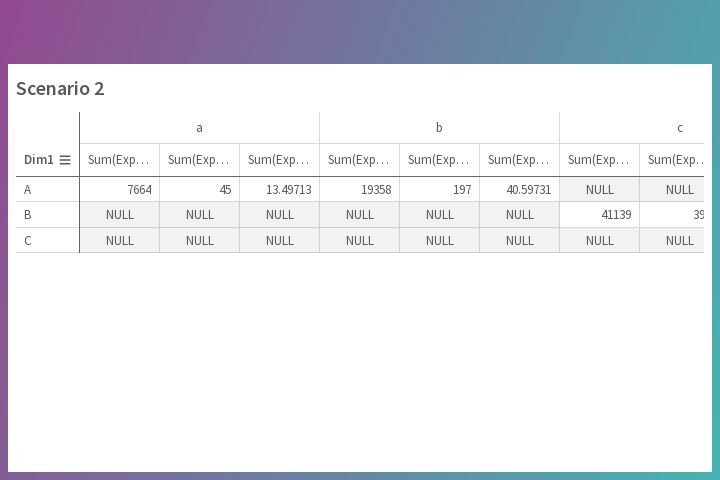 Scenario 2
a b c
Dim1 Sum(Exp... Sum(Exp... Sum(Exp... Sum(Exp... Sum(Exp... Sum(Exp... Sum(Exp... Sum(Exp..
A 7664 45 13.49713 19358 197 40.59731 NULL NULL
B NULL NULL NULL NULL NULL NULL 41139 39
C NULL NULL NULL NULL NULL NULL NULL NULL